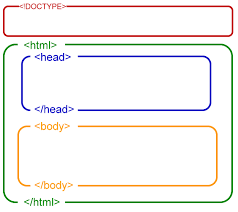 <!DOCTYPE>
<html>
<head>
</head>
<body>
</body>
</html>